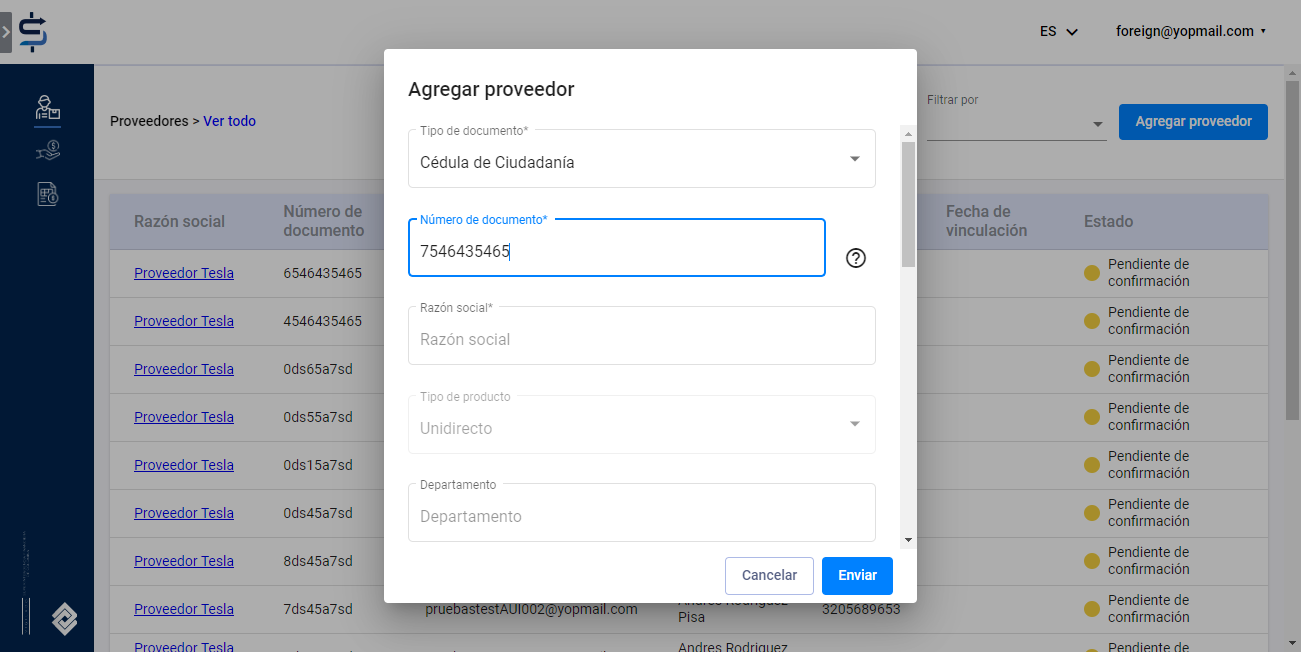 ES
foreign@yopmail.com
Proveedores > Ver todo
Filtrar por
Agregar proveedor
Agregar proveedor
Tipo de documento*
Cédula de Ciudadanía
Número de documento*
7546435465
Razón social*
Razón social
Tipo de producto
Unidirecto
Departamento
Departamento
Cancelar
Enviar
Razón social
Número de
documento
Fecha de
vinculación
Estado
Proveedor Tesla
6546435465
Pendiente de
confirmación
Proveedor Tesla
4546435465
Pendiente de
confirmación
Proveedor Tesla
0ds65a7sd
Pendiente de
confirmación
Proveedor Tesla
0ds55a7sd
Pendiente de
confirmación
Proveedor Tesla
0ds15a7sd
Pendiente de
confirmación
Proveedor Tesla
0ds45a7sd
Pendiente de
confirmación
Proveedor Tesla
8ds45a7sd
Pendiente de
confirmación
Proveedor Tesla
7ds45a7sd
pruebastestAUI002@yopmail.com
Andres Rodriguez
Pisa
3205689653
Pendiente de
confirmación
Proveedor Tesla
Andres Rodriguez
Pendiente de